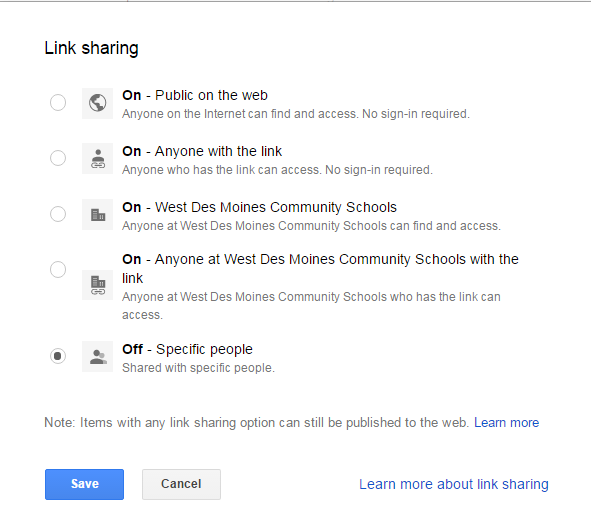 Link sharing
On - Public on the web
Anyone on the Internet can find and access. No sign-in required.
On - Anyone with the link
Anyone who has the link can access. No sign-in required.
On - West Des Moines Community Schools
Anyone at West Des Moines Community Schools can find and access.
On - Anyone at West Des Moines Community Schools with the
link
Anyone at West Des Moines Community Schools who has the link can
access.
Off - Specific people
Shared with specific people.
Note: Items with any link sharing option can still be published to the web. Learn more
Save Cancel Learn more about link sharing